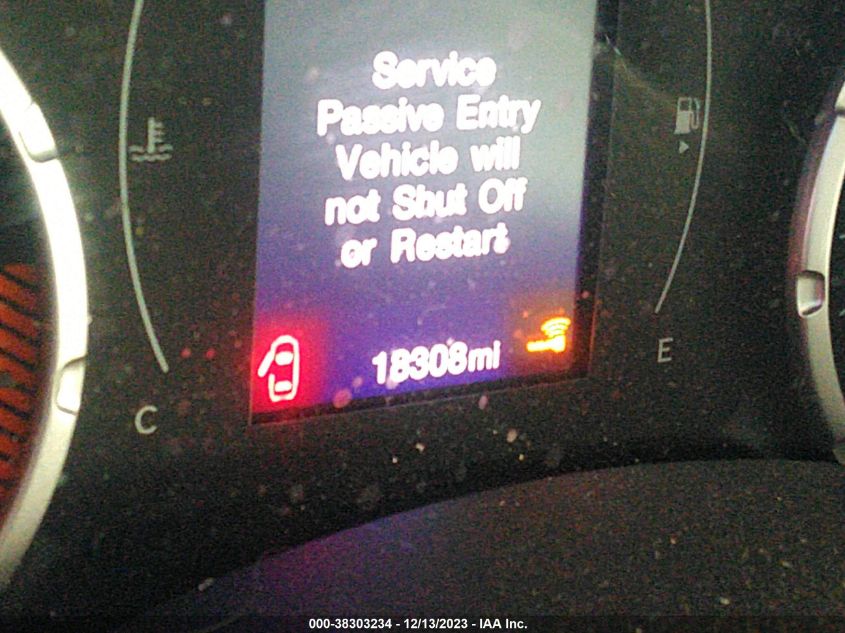 Service
Passive Entry
Vehicle will
not Shut Off
or Restart
18308mi
C
E
000-38303234 - 12/13/2023 - IAA Inc.